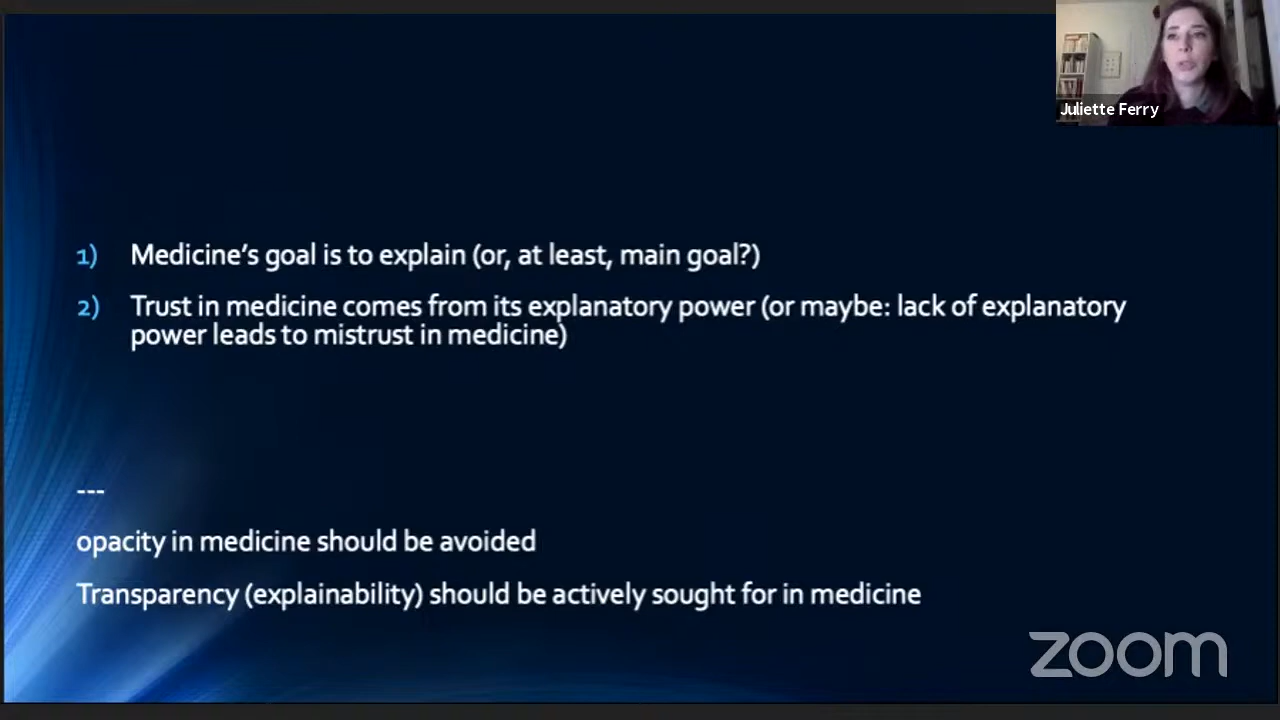 Juliette Ferry
1) Medicine's goal is to explain (or, at least, main goal?)
2) Trust in medicine comes from its explanatory power (or maybe: lack of explanatory
power leads to mistrust in medicine)
---
opacity in medicine should be avoided
Transparency (explainability) should be actively sought for in medicine
zoom